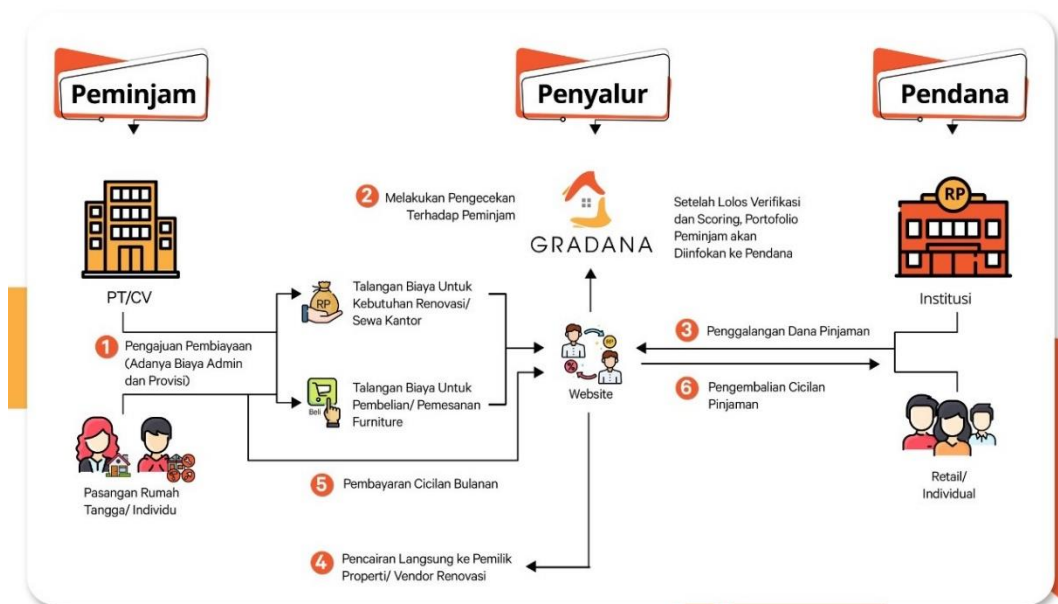 Peminjam
Penyalur
Pendana
2
Melakukan Pengecekan
Terhadap Peminjam
GRADANA
Setelah Lolos Verifikasi
dan Scoring, Portofolio
Peminjam akan
Diinfokan ke Pendana
RP
PT/CV
Institusi
1
Pengajuan Pembiayaan
(Adanya Biaya Admin
dan Provisi)
RP
Talangan Biaya Untuk
Kebutuhan Renovasi/
Sewa Kantor
Beli
Talangan Biaya Untuk
Pembelian/ Pemesanan
Furniture
RP
%
Website
3
Penggalangan Dana Pinjaman
6
Pengembalian Cicilan
Pinjaman
Pasangan Rumah
Tangga/ Individu
Retail/
Individual
5
Pembayaran Cicilan Bulanan
4
Pencairan Langsung ke Pemilik
Properti/ Vendor Renovasi